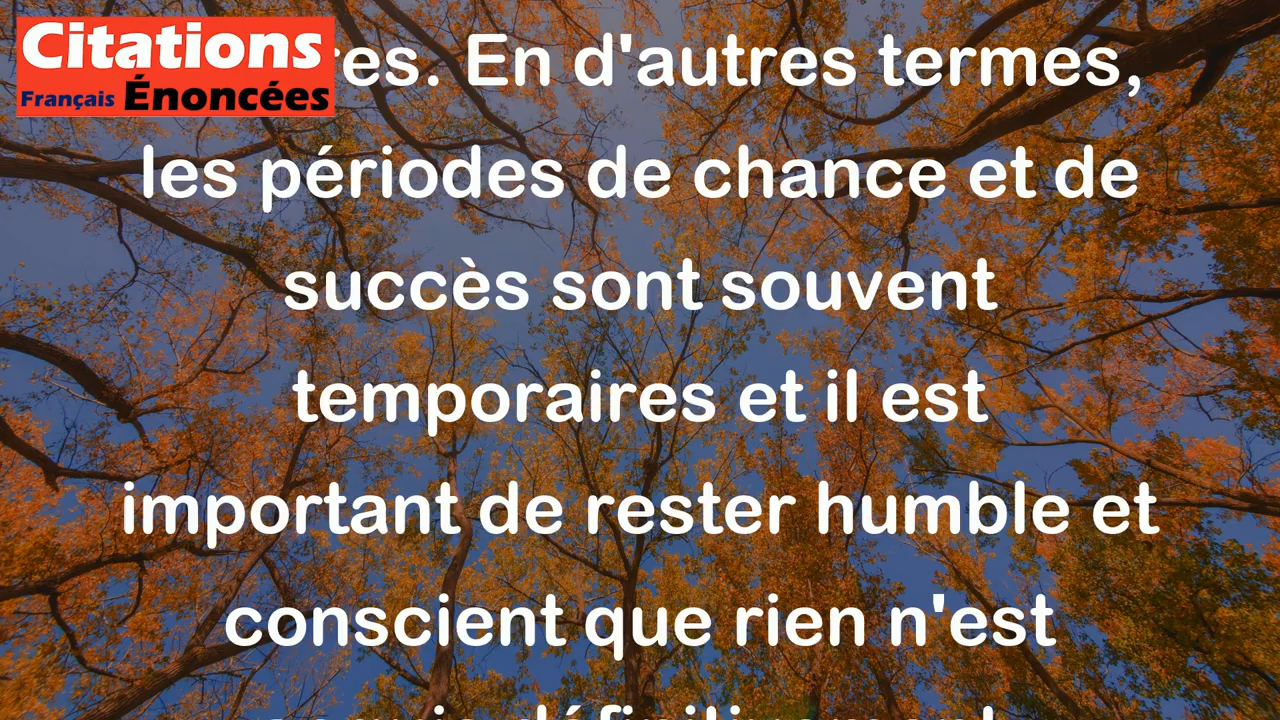 Citations
Français Énoncées
res. En d'autres termes,
les périodes de chance et de
succès sont souvent
temporaires et il est
important de rester humble et
conscient que rien n'est